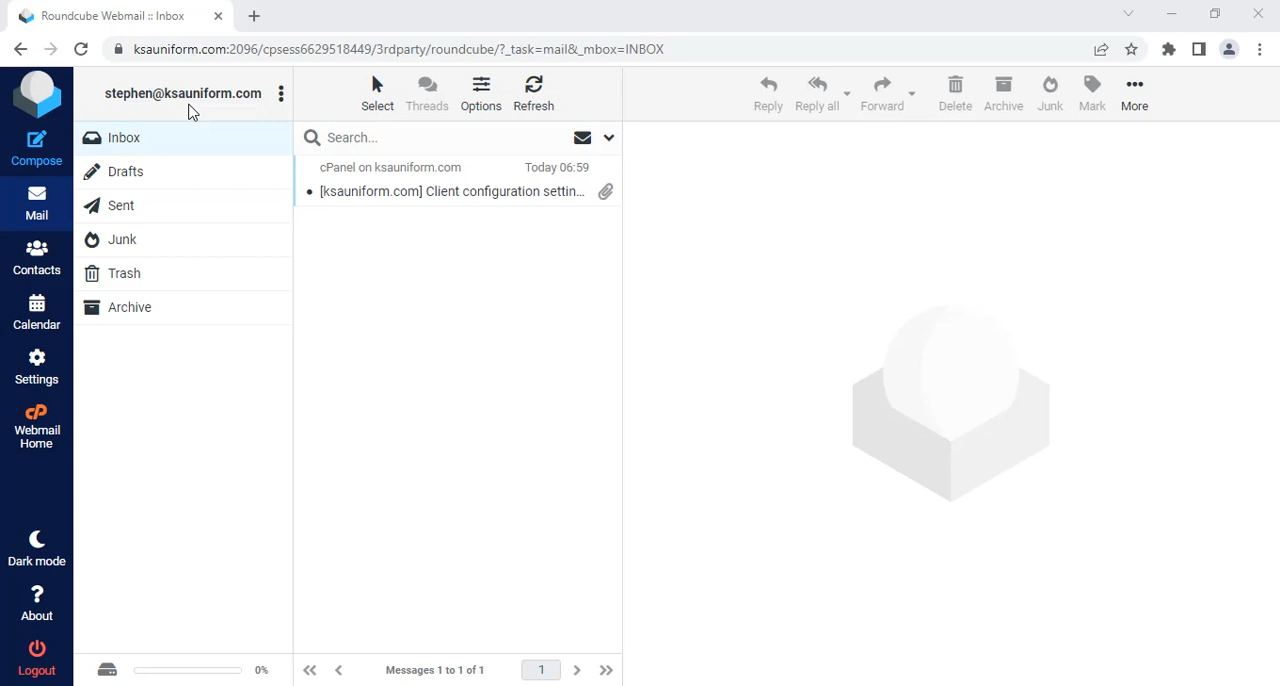 Roundcube Webmail :: Inbox
ksauniform.com:2096/cpsess6629518449/3rdparty/roundcube/?_task=mail&_mbox=INBOX
stephen@ksauniform.com
Select
Threads
Options
Refresh
Reply
Reply all
Forward
Delete
Archive
Junk
Mark
More
Compose
Mail
Contacts
Calendar
Settings
cP
Webmail
Home
Dark mode
?
About
Logout
Inbox
Drafts
Sent
Junk
Trash
Archive
0%
Search...
cPanel on ksauniform.com Today 06:59
• [ksauniform.com] Client configuration settin...
Messages 1 to 1 of 1
1